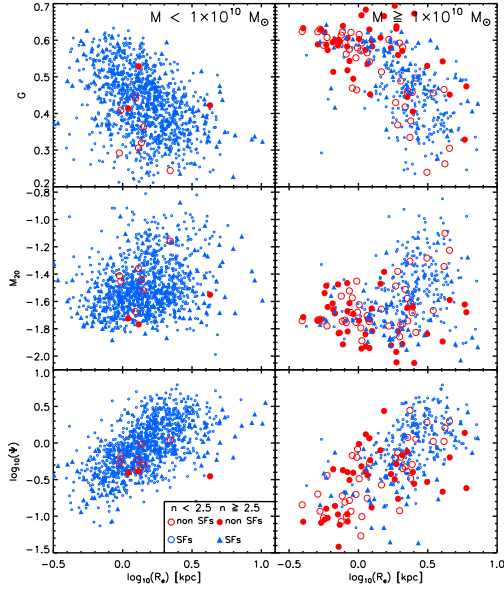 M < 1×10¹⁰ M☉ M ≧ 1×10¹⁰ M☉
0.7
0.6
0.5
G
0.4
0.3
0.2
-0.8
-1.0
-1.2
-1.4
M₂₀
-1.6
-1.8
-2.0
1.0
0.5
0.0
log₁₀(Ψ)
-0.5
-1.0
-1.5
n < 2.5 n ≧ 2.5
non SFs non SFs
SFs SFs
-0.5 0.0 0.5 1.0 -0.5 0.0 0.5 1.0
log₁₀(Rₑ) [kpc] log₁₀(Rₑ) [kpc]